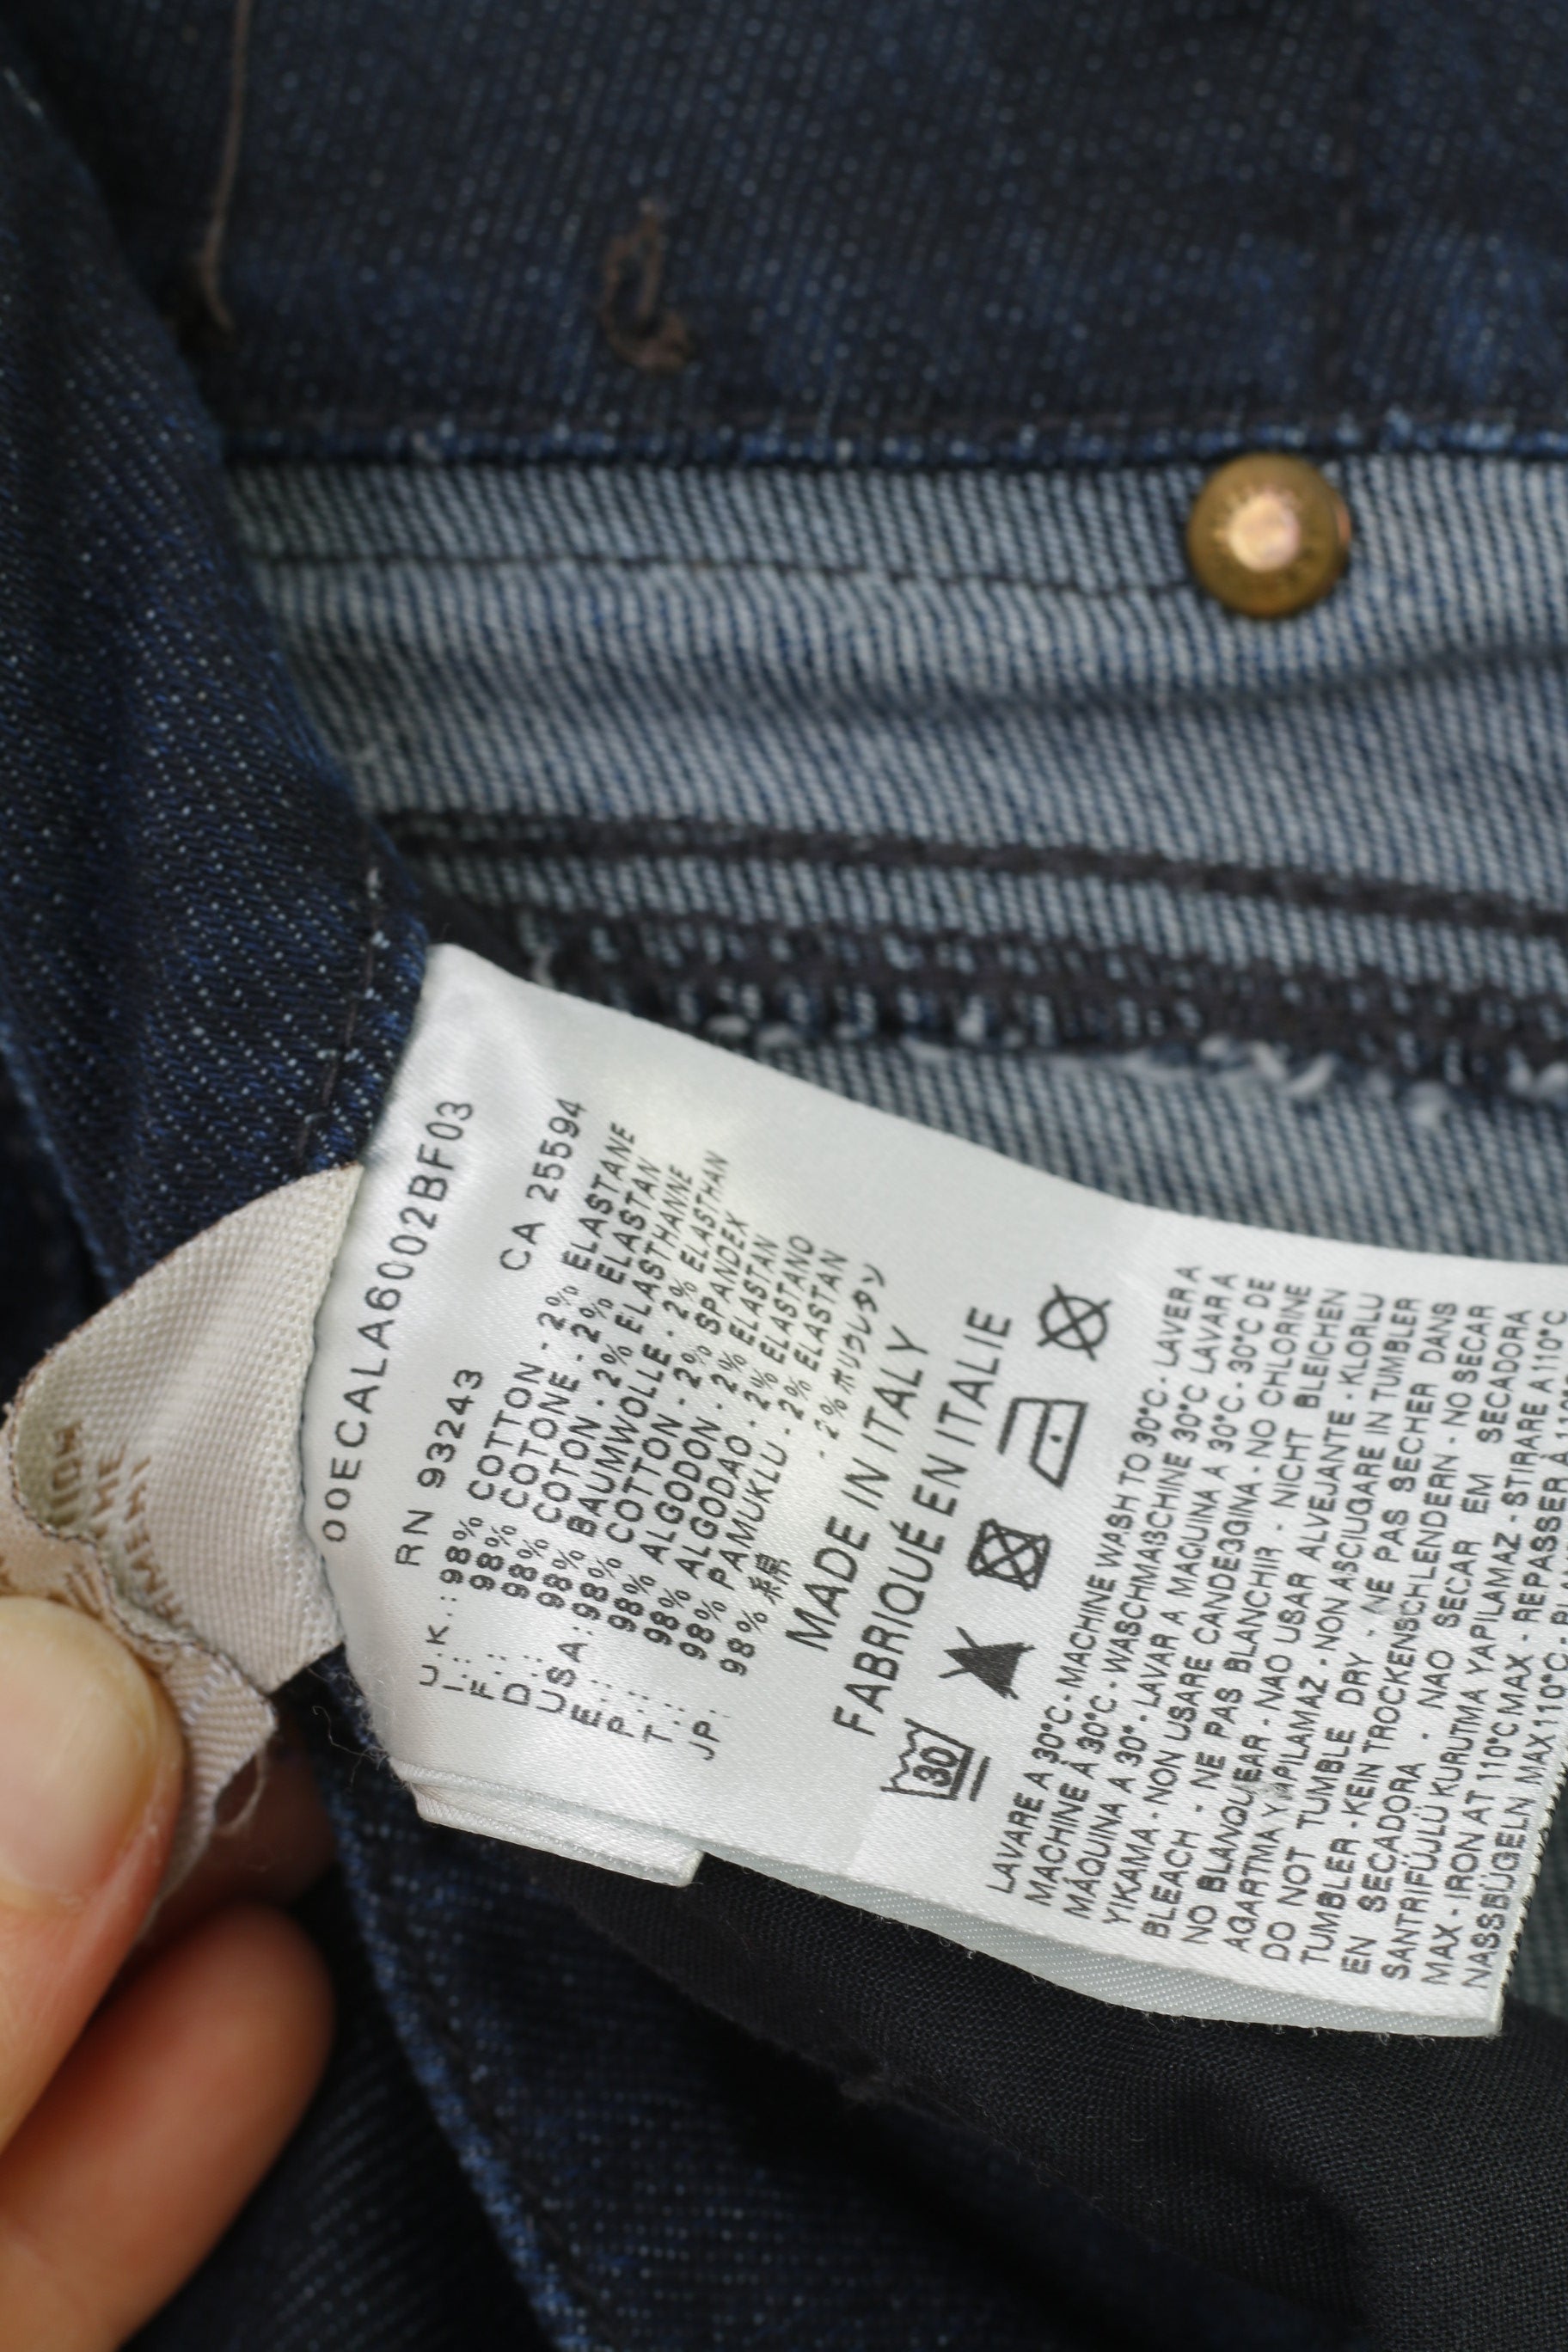 00ECALA6002BF03
RN 93243 CA 25594
U.K.: 98% COTTON - 2% ELASTANE
I.: 98% COTONE - 2% ELASTAN
F.: 98% COTON - 2% ELASTHANNE
D.: 98% BAUMWOLLE - 2% ELASTHAN
USA: 98% COTTON - 2% SPANDEX
E.: 98% ALGODON - 2% ELASTAN
P.: 98% ALGODAO - 2% ELASTANO
T.: 98% PAMUKLU - 2% ELASTAN
JP. 98% 綿 - 2% ポリウレタン
MADE IN ITALY
FABRIQUÉ EN ITALIE
30
LAVARE A 30°C - MACHINE WASH TO 30°C - LAVER A
MACHINE À 30°C - WASCHMAßCHINE 30°C LAVAR A
MÁQUINA A 30° - LAVAR A MAQUINA A 30°C - 30°C DE
YIKAMA - NON USARE CANDEGGINA - NO CHLORINE
BLEACH - NE PAS BLANCHIR - NICHT BLEICHEN
NO BLANQUEAR - NAO USAR ALVEJANTE - KLORLU
AGARTMA YAPILAMAZ - NON ASCIUGARE IN TUMBLER
DO NOT TUMBLE DRY - NE PAS SECHER DANS
TUMBLER - KEIN TROCKENSCHLENDERN - NO SECAR
EN SECADORA - NAO SECAR EM SECADORA
SANTRIFÜJLÜ KURUTMA YAPILAMAZ - STIRARE A 110°C
MAX - IRON AT 110°C MAX - REPASSER À
NASSBÜGELN MAX 110°C